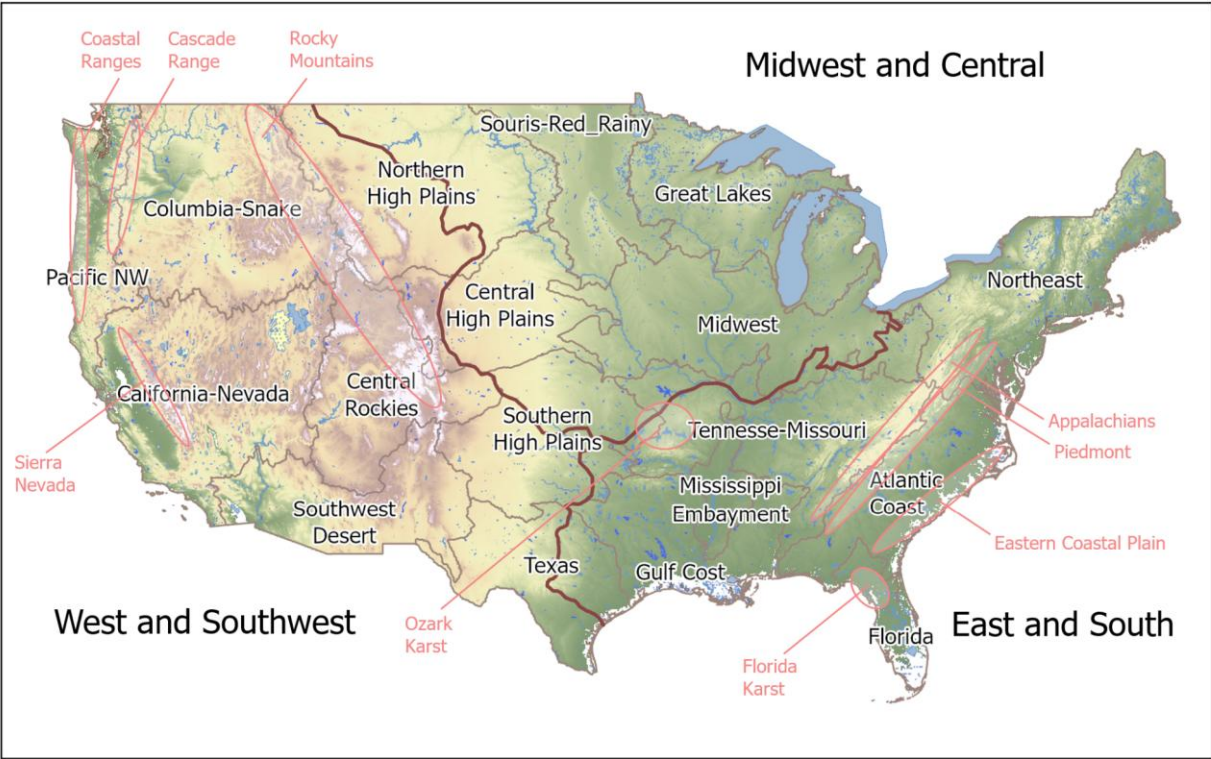 Coastal
Ranges
Cascade
Range
Rocky
Mountains
Midwest and Central
Souris-Red_Rainy
Northern
High Plains
Great Lakes
Columbia-Snake
Pacific NW
Northeast
Central
High Plains
Midwest
California-Nevada
Central
Rockies
Southern
High Plains
Tennesse-Missouri
Appalachians
Piedmont
Sierra
Nevada
Mississippi
Embayment
Atlantic
Coast
Southwest
Desert
Eastern Coastal Plain
Texas
Gulf Cost
West and Southwest
Ozark
Karst
Florida
East and South
Florida
Karst